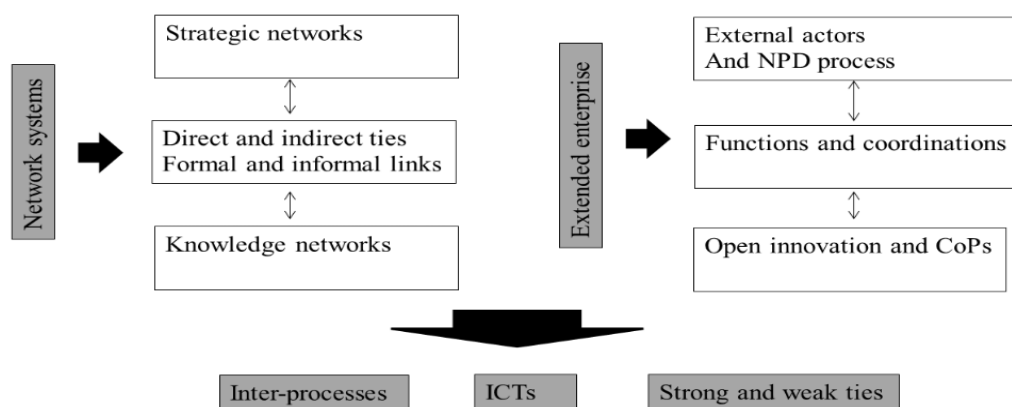 Network systems
Strategic networks
Direct and indirect ties
Formal and informal links
Knowledge networks
Extended enterprise
External actors
And NPD process
Functions and coordinations
Open innovation and CoPs
Inter-processes
ICTs
Strong and weak ties